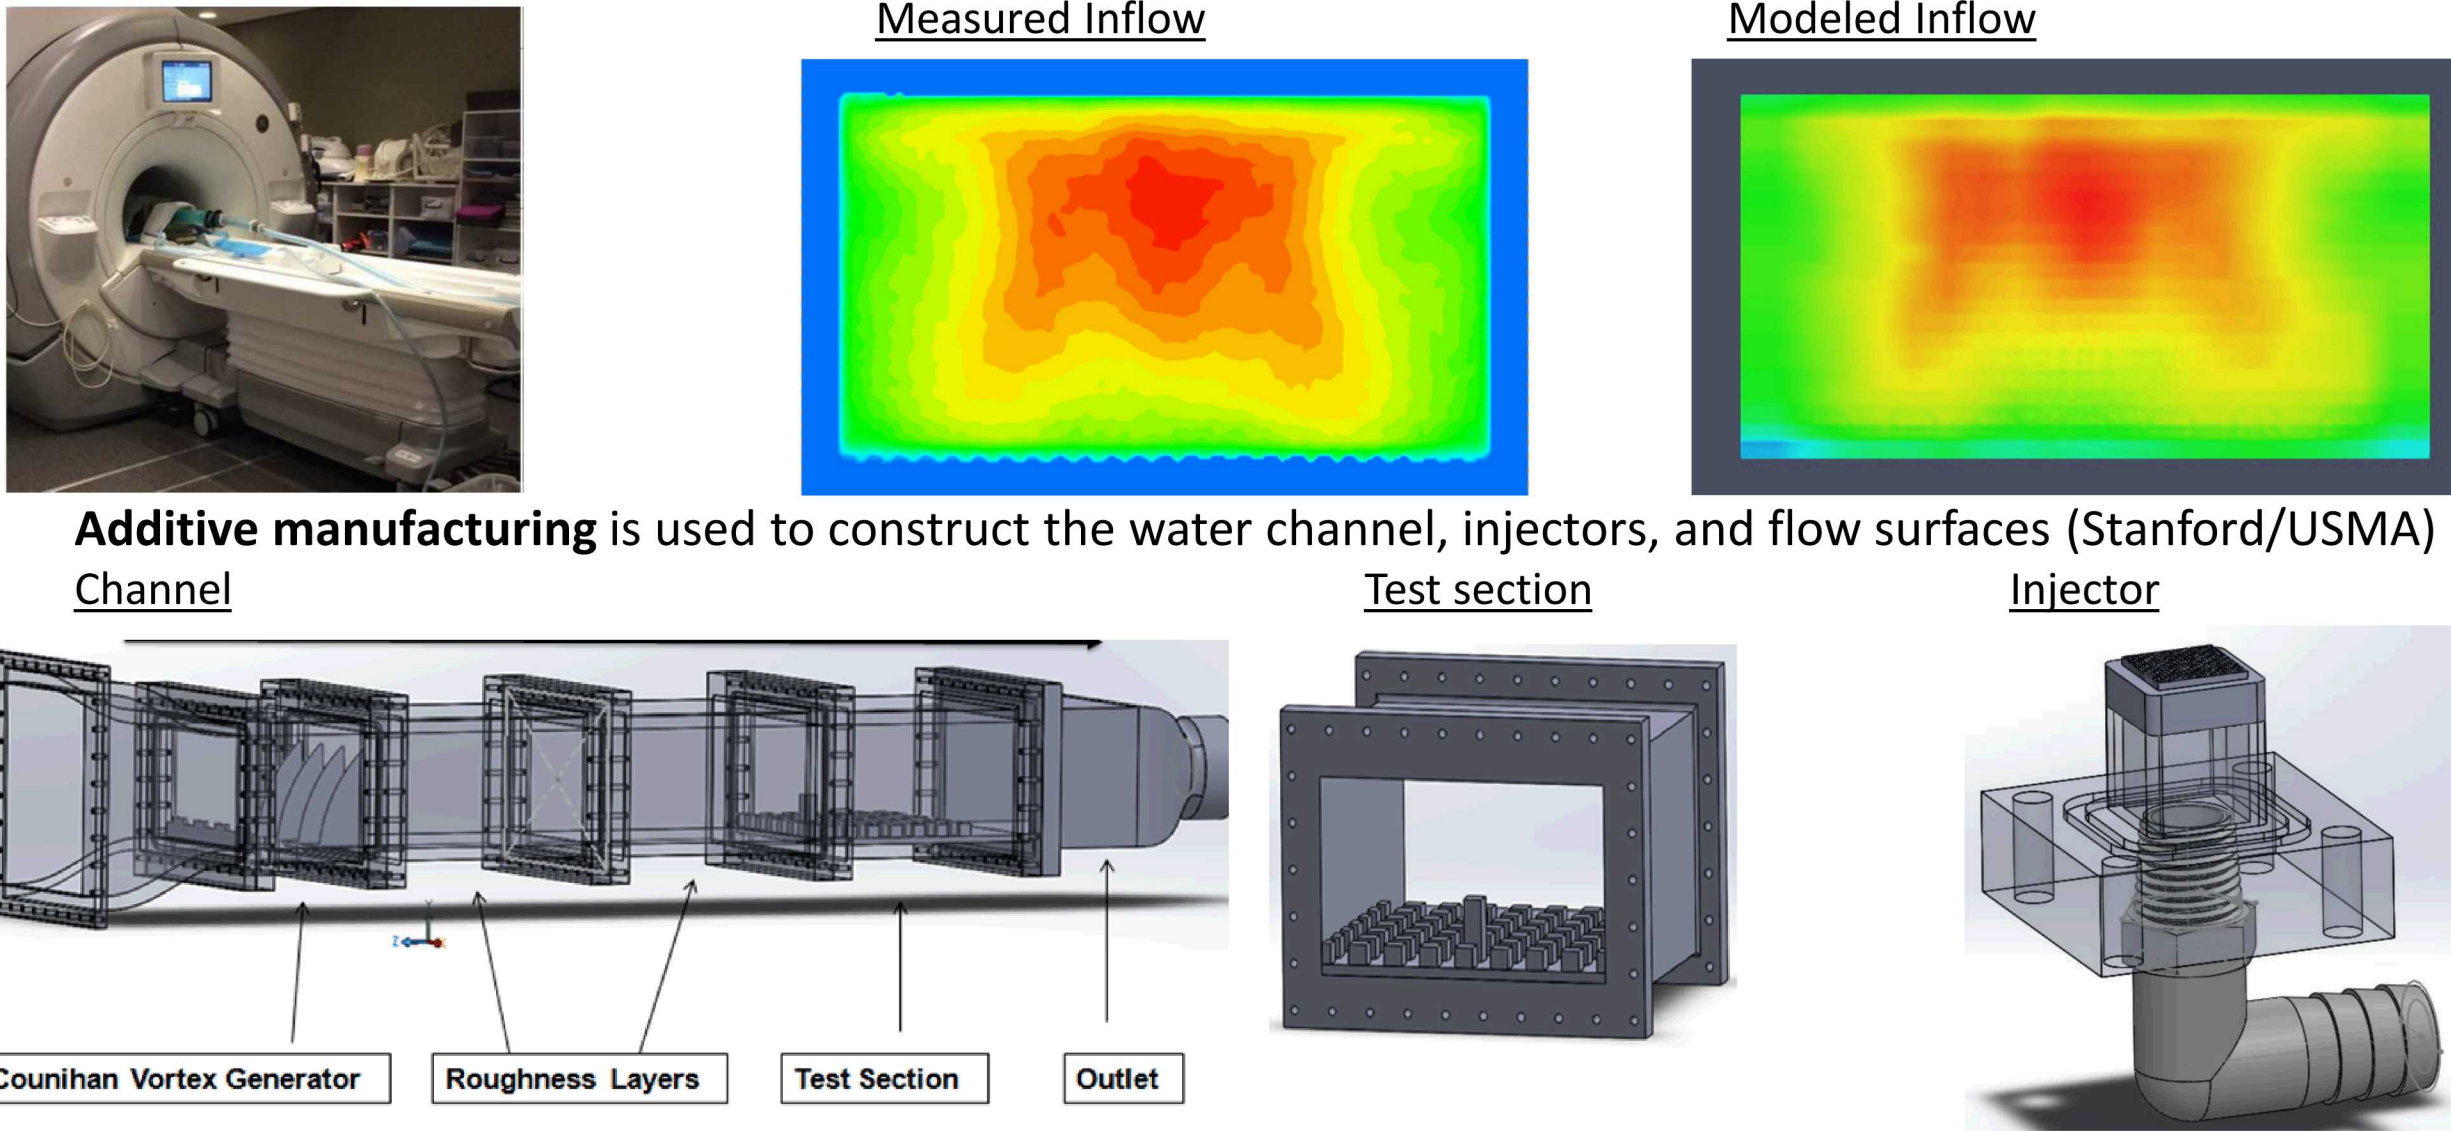 Measured Inflow
Modeled Inflow
Additive manufacturing is used to construct the water channel, injectors, and flow surfaces (Stanford/USMA)
Channel
Test section
Injector
Z
Counihan Vortex Generator
Roughness Layers
Test Section
Outlet